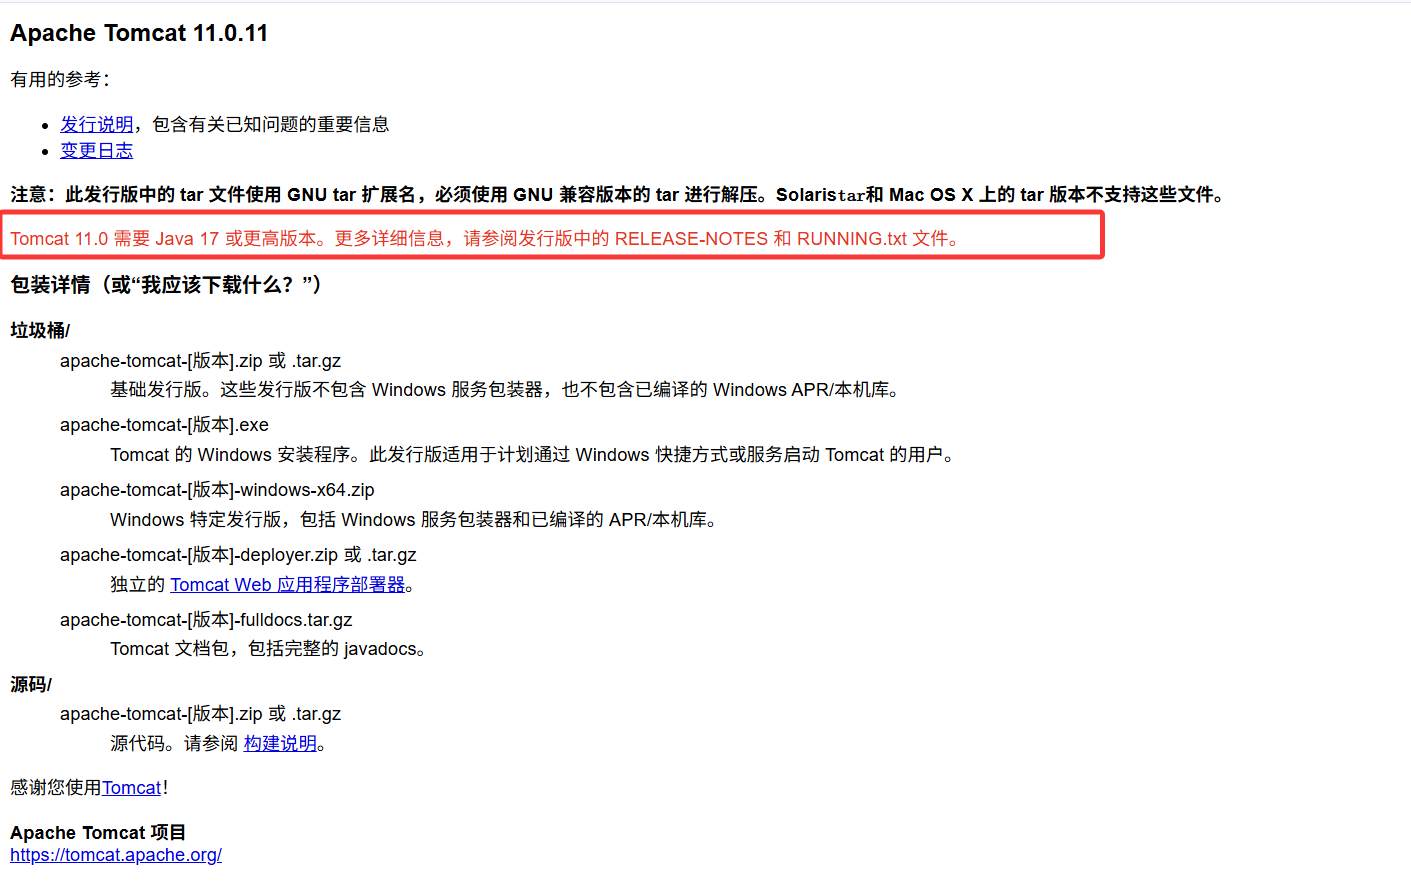 Apache Tomcat 11.0.11
有用的参考：
发行说明，包含有关已知问题的重要信息
变更日志
注意：此发行版中的 tar 文件使用 GNU tar 扩展名，必须使用 GNU 兼容版本的 tar 进行解压。Solaristar和 Mac OS X 上的 tar 版本不支持这些文件。
Tomcat 11.0 需要 Java 17 或更高版本。更多详细信息，请参阅发行版中的 RELEASE-NOTES 和 RUNNING.txt 文件。
包装详情（或“我应该下载什么？”）
垃圾桶/
apache-tomcat-[版本].zip 或 .tar.gz
基础发行版。这些发行版不包含 Windows 服务包装器，也不包含已编译的 Windows APR/本机库。
apache-tomcat-[版本].exe
Tomcat 的 Windows 安装程序。此发行版适用于计划通过 Windows 快捷方式或服务启动 Tomcat 的用户。
apache-tomcat-[版本]-windows-x64.zip
Windows 特定发行版，包括 Windows 服务包装器和已编译的 APR/本机库。
apache-tomcat-[版本]-deployer.zip 或 .tar.gz
独立的 Tomcat Web 应用程序部署器。
apache-tomcat-[版本]-fulldocs.tar.gz
Tomcat 文档包，包括完整的 javadocs。
源码/
apache-tomcat-[版本].zip 或 .tar.gz
源代码。请参阅 构建说明。
感谢您使用Tomcat！
Apache Tomcat 项目
https://tomcat.apache.org/